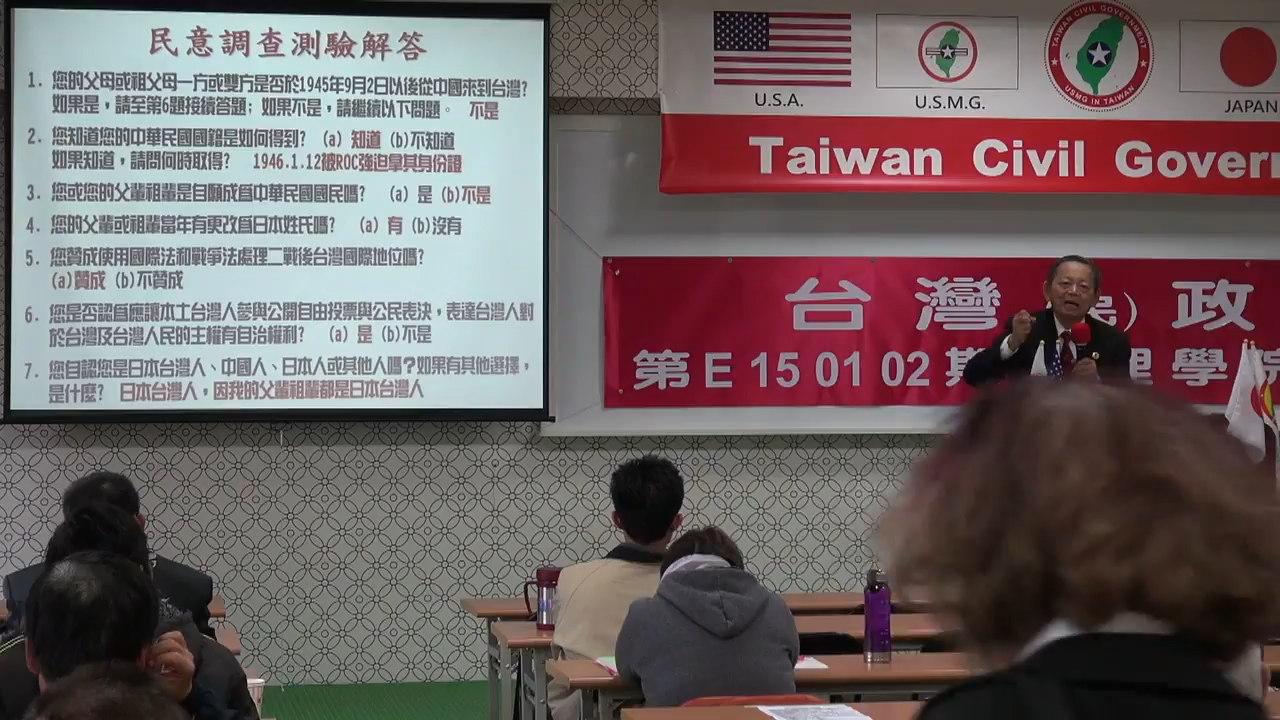 民意調查測驗解答
1. 您的父母或祖父母一方或雙方是否於1945年9月2日以後從中國來到台灣?
如果是，請至第6題接續答題; 如果不是，請繼續以下問題。 不是
2. 您知道您的中華民國國籍是如何得到? (a) 知道 (b)不知道
如果知道，請問何時取得? 1946.1.12被ROC強迫拿其身份證
3. 您或您的父輩祖輩是自願成為中華民國國民嗎? (a) 是 (b)不是
4. 您的父輩或祖輩當年有更改為日本姓氏嗎? (a) 有 (b)沒有
5. 您贊成使用國際法和戰爭法處理二戰後台灣國際地位嗎?
(a)贊成 (b)不贊成
6. 您是否認為應讓本土台灣人參與公開自由投票與公民表決，表達台灣人對
於台灣及台灣人民的主權有自治權利? (a) 是 (b)不是
7. 您自認您是日本台灣人、中國人、日本人或其他人嗎?如果有其他選擇，
是什麼? 日本台灣人，因我的父輩祖輩都是日本台灣人
TAIWAN CIVIL GOVERNMENT
USMG IN TAIWAN
U.S.A.
U.S.M.G.
JAPAN
Taiwan Civil Govern
台灣 民） 政
第E 15 01 02 期 理學院